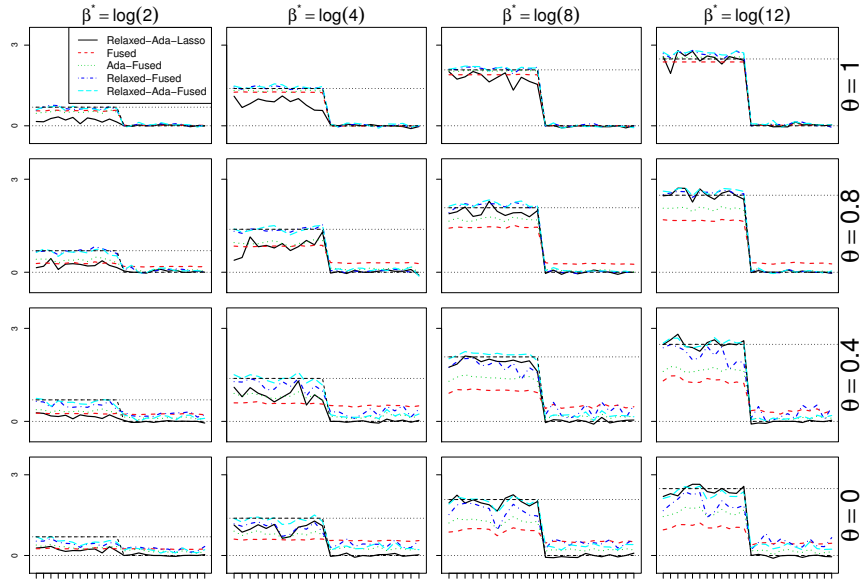 β* = log(2) β* = log(4) β* = log(8) β* = log(12)
Relaxed-Ada-Lasso
Fused
Ada-Fused
Relaxed-Fused
Relaxed-Ada-Fused
3
0
θ = 1
3
0
θ = 0.8
3
0
θ = 0.4
3
0
θ = 0